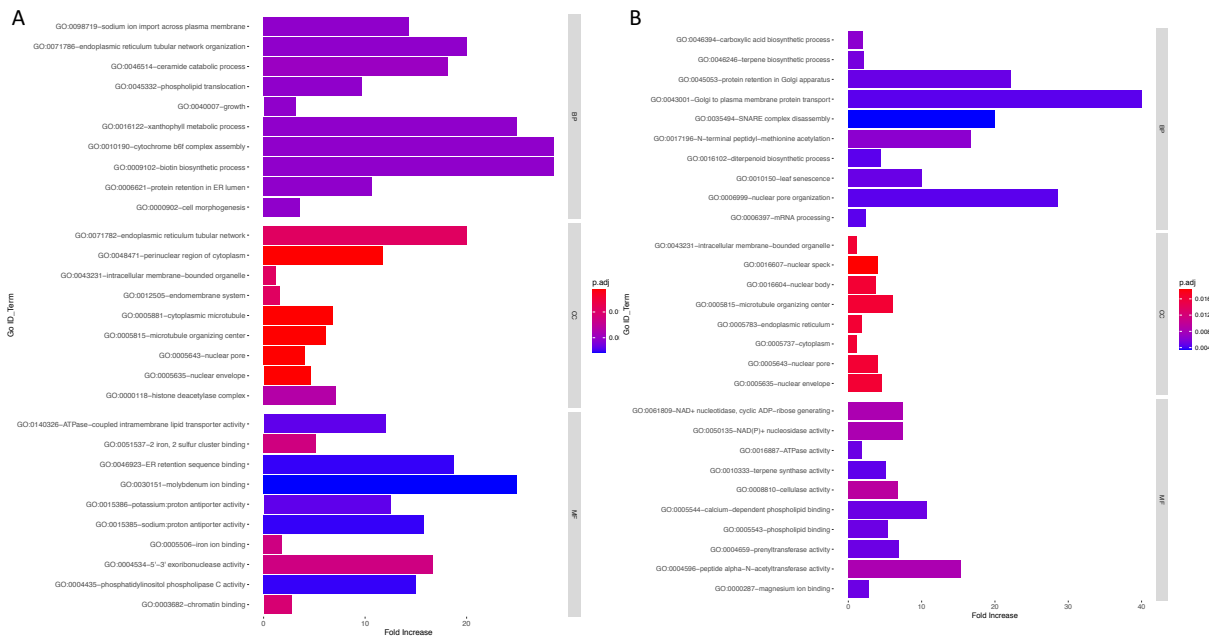 A
GO:0098719−sodium ion import across plasma membrane
GO:0071786−endoplasmic reticulum tubular network organization
GO:0046514−ceramide catabolic process
GO:0045332−phospholipid translocation
GO:0040007−growth
GO:0016122−xanthophyll metabolic process
GO:0010190−cytochrome b6f complex assembly
GO:0009102−biotin biosynthetic process
GO:0006621−protein retention in ER lumen
GO:0000902−cell morphogenesis
BP
GO:0071782−endoplasmic reticulum tubular network
GO:0048471−perinuclear region of cytoplasm
GO:0043231−intracellular membrane−bounded organelle
GO:0012505−endomembrane system
GO:0005881−cytoplasmic microtubule
GO:0005815−microtubule organizing center
GO:0005643−nuclear pore
GO:0005635−nuclear envelope
GO:0000118−histone deacetylase complex
CC
GO:0140326−ATPase−coupled intramembrane lipid transporter activity
GO:0051537−2 iron, 2 sulfur cluster binding
GO:0046923−ER retention sequence binding
GO:0030151−molybdenum ion binding
GO:0015386−potassium:proton antiporter activity
GO:0015385−sodium:proton antiporter activity
GO:0005506−iron ion binding
GO:0004534−5'−3' exoribonuclease activity
GO:0004435−phosphatidylinositol phospholipase C activity
GO:0003682−chromatin binding
MF
Go ID_Term
0 10 20
Fold Increase
p.adj
B
GO:0046394−carboxylic acid biosynthetic process
GO:0046246−terpene biosynthetic process
GO:0045053−protein retention in Golgi apparatus
GO:0043001−Golgi to plasma membrane protein transport
GO:0035494−SNARE complex disassembly
GO:0017196−N−terminal peptidyl−methionine acetylation
GO:0016102−diterpenoid biosynthetic process
GO:0010150−leaf senescence
GO:0006999−nuclear pore organization
GO:0006397−mRNA processing
BP
GO:0043231−intracellular membrane−bounded organelle
GO:0016607−nuclear speck
GO:0016604−nuclear body
GO:0005815−microtubule organizing center
GO:0005783−endoplasmic reticulum
GO:0005737−cytoplasm
GO:0005643−nuclear pore
GO:0005635−nuclear envelope
CC
GO:0061809−NAD+ nucleotidase, cyclic ADP−ribose generating
GO:0050135−NAD(P)+ nucleosidase activity
GO:0016887−ATPase activity
GO:0010333−terpene synthase activity
GO:0008810−cellulase activity
GO:0005544−calcium−dependent phospholipid binding
GO:0005543−phospholipid binding
GO:0004659−prenyltransferase activity
GO:0004596−peptide alpha−N−acetyltransferase activity
GO:0000287−magnesium ion binding
MF
Go ID_Term
0 10 20 30 40
Fold Increase
p.adj